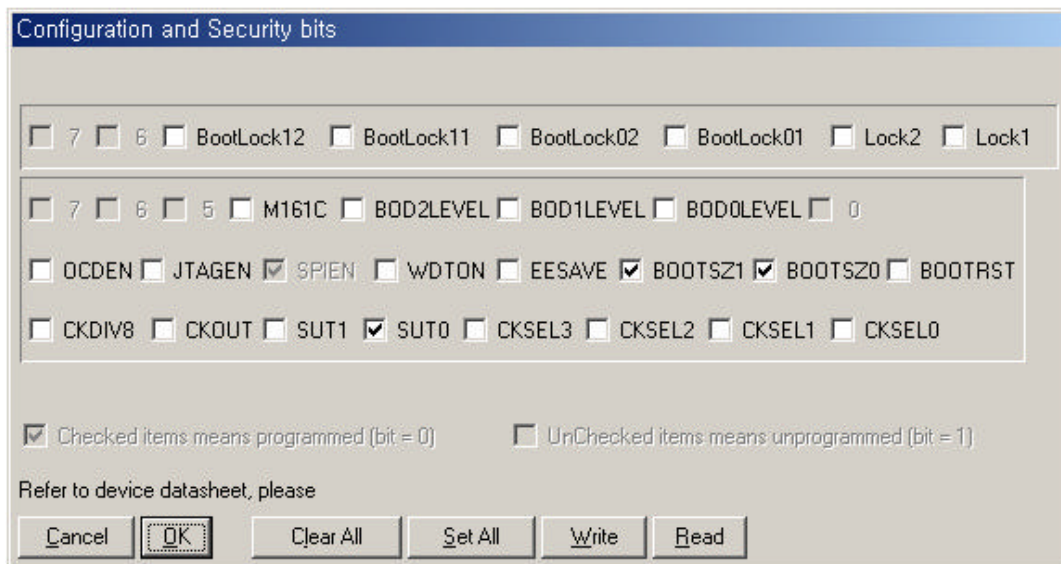 Configuration and Security bits
7 6 BootLock12 BootLock11 BootLock02 BootLock01 Lock2 Lock1
7 6 5 M161C BOD2LEVEL BOD1LEVEL BOD0LEVEL 0
OCDEN JTAGEN SPIEN WDTON EESAVE BOOTSZ1 BOOTSZ0 BOOTRST
CKDIV8 CKOUT SUT1 SUT0 CKSEL3 CKSEL2 CKSEL1 CKSEL0
Checked items means programmed (bit = 0) UnChecked items means unprogrammed (bit = 1)
Refer to device datasheet, please
Cancel OK Clear All Set All Write Read